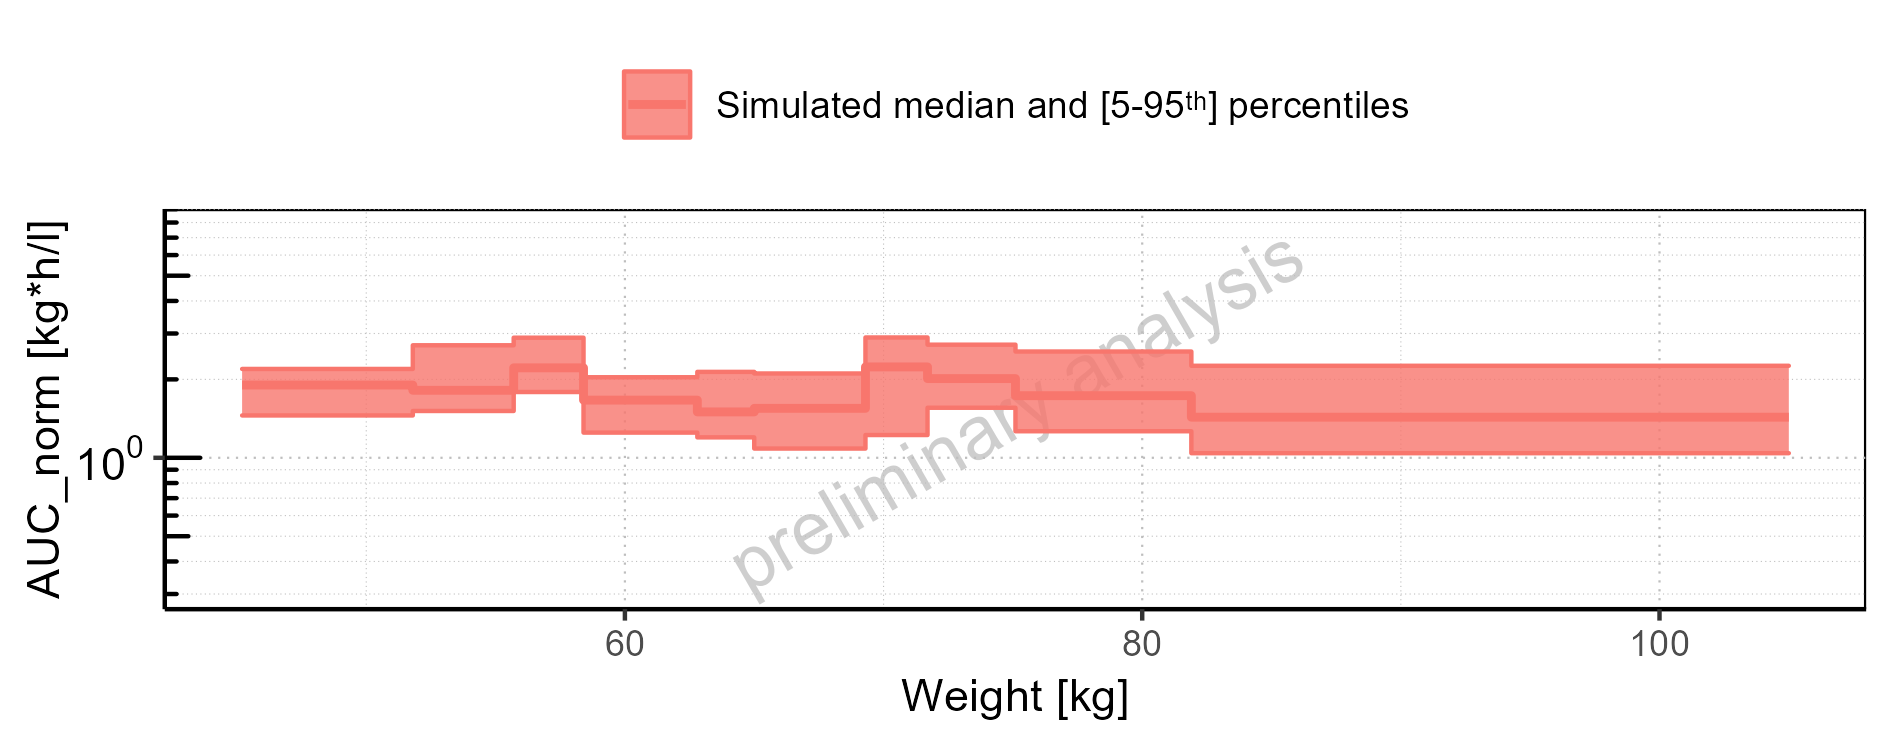 Simulated median and [5-95th] percentiles
AUC_norm [kg*h/l]
10^0
preliminary analysis
60 80 100
Weight [kg]